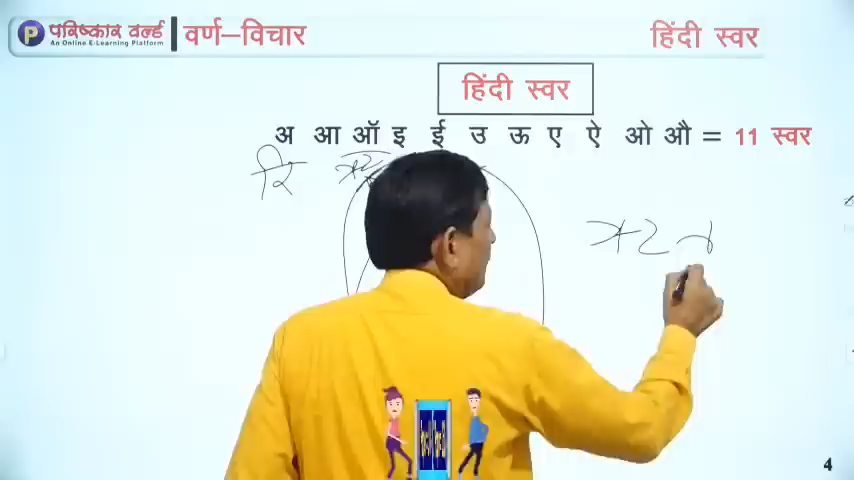 P परिष्कार वर्ल्ड वर्ण–विचार हिंदी स्वर
An Online E-Learning Platform
हिंदी स्वर
अ आ ऑ इ ई उ ऊ ए ऐ ओ औ = 11 स्वर
रि
4